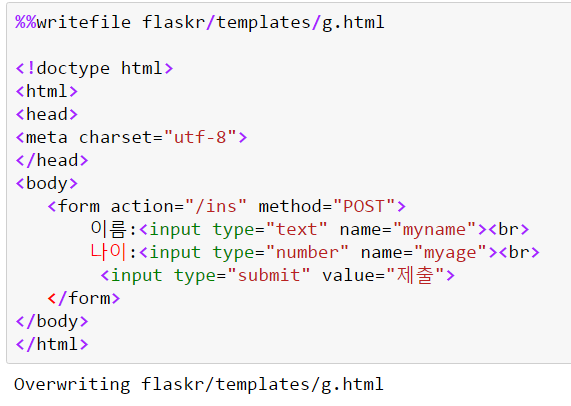 %%writefile flaskr/templates/g.html
<!doctype html>
<html>
<head>
<meta charset="utf-8">
</head>
<body>
<form action="/ins" method="POST">
이름:<input type="text" name="myname"><br>
나이:<input type="number" name="myage"><br>
<input type="submit" value="제출">
</form>
</body>
</html>
Overwriting flaskr/templates/g.html